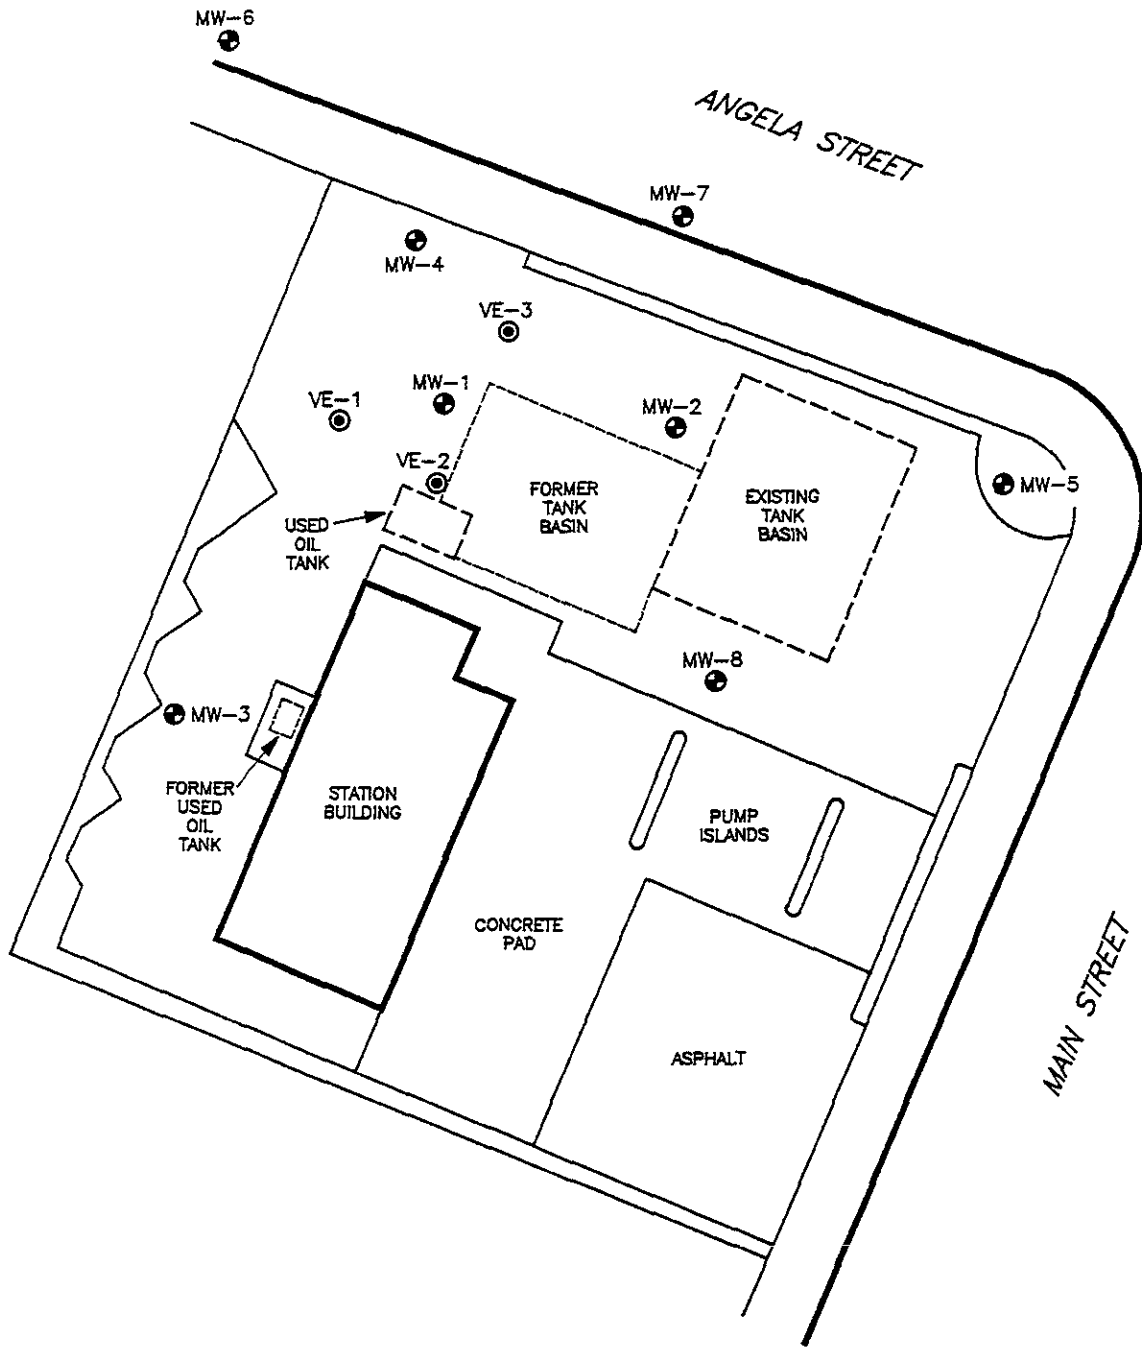 MW-6
ANGELA STREET
MW-7
MW-4
VE-3
MW-1
VE-1
MW-2
VE-2
FORMER
TANK
BASIN
EXISTING
TANK
BASIN
MW-5
USED
OIL
TANK
MW-8
MW-3
FORMER
USED
OIL
TANK
STATION
BUILDING
PUMP
ISLANDS
CONCRETE
PAD
MAIN STREET
ASPHALT